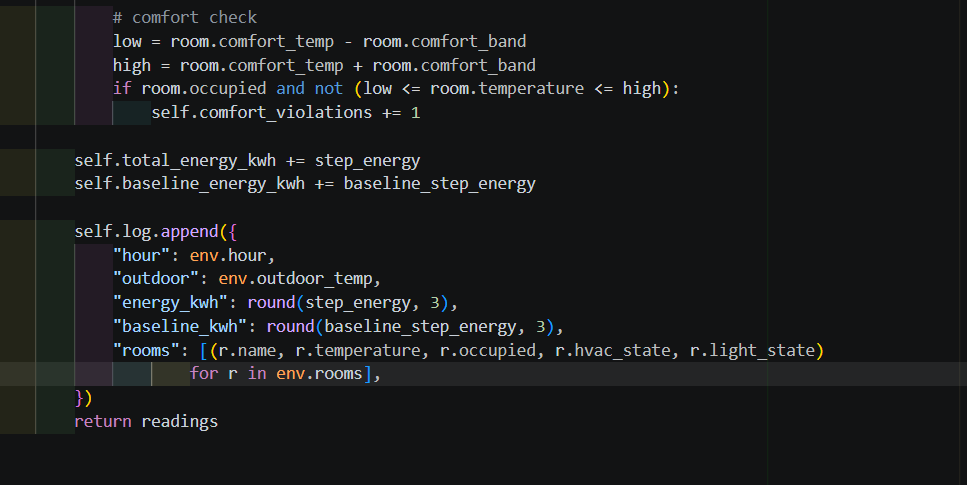 # comfort check
low = room.comfort_temp - room.comfort_band
high = room.comfort_temp + room.comfort_band
if room.occupied and not (low <= room.temperature <= high):
self.comfort_violations += 1
self.total_energy_kwh += step_energy
self.baseline_energy_kwh += baseline_step_energy
self.log.append({
"hour": env.hour,
"outdoor": env.outdoor_temp,
"energy_kwh": round(step_energy, 3),
"baseline_kwh": round(baseline_step_energy, 3),
"rooms": [(r.name, r.temperature, r.occupied, r.hvac_state, r.light_state)
for r in env.rooms],
})
return readings